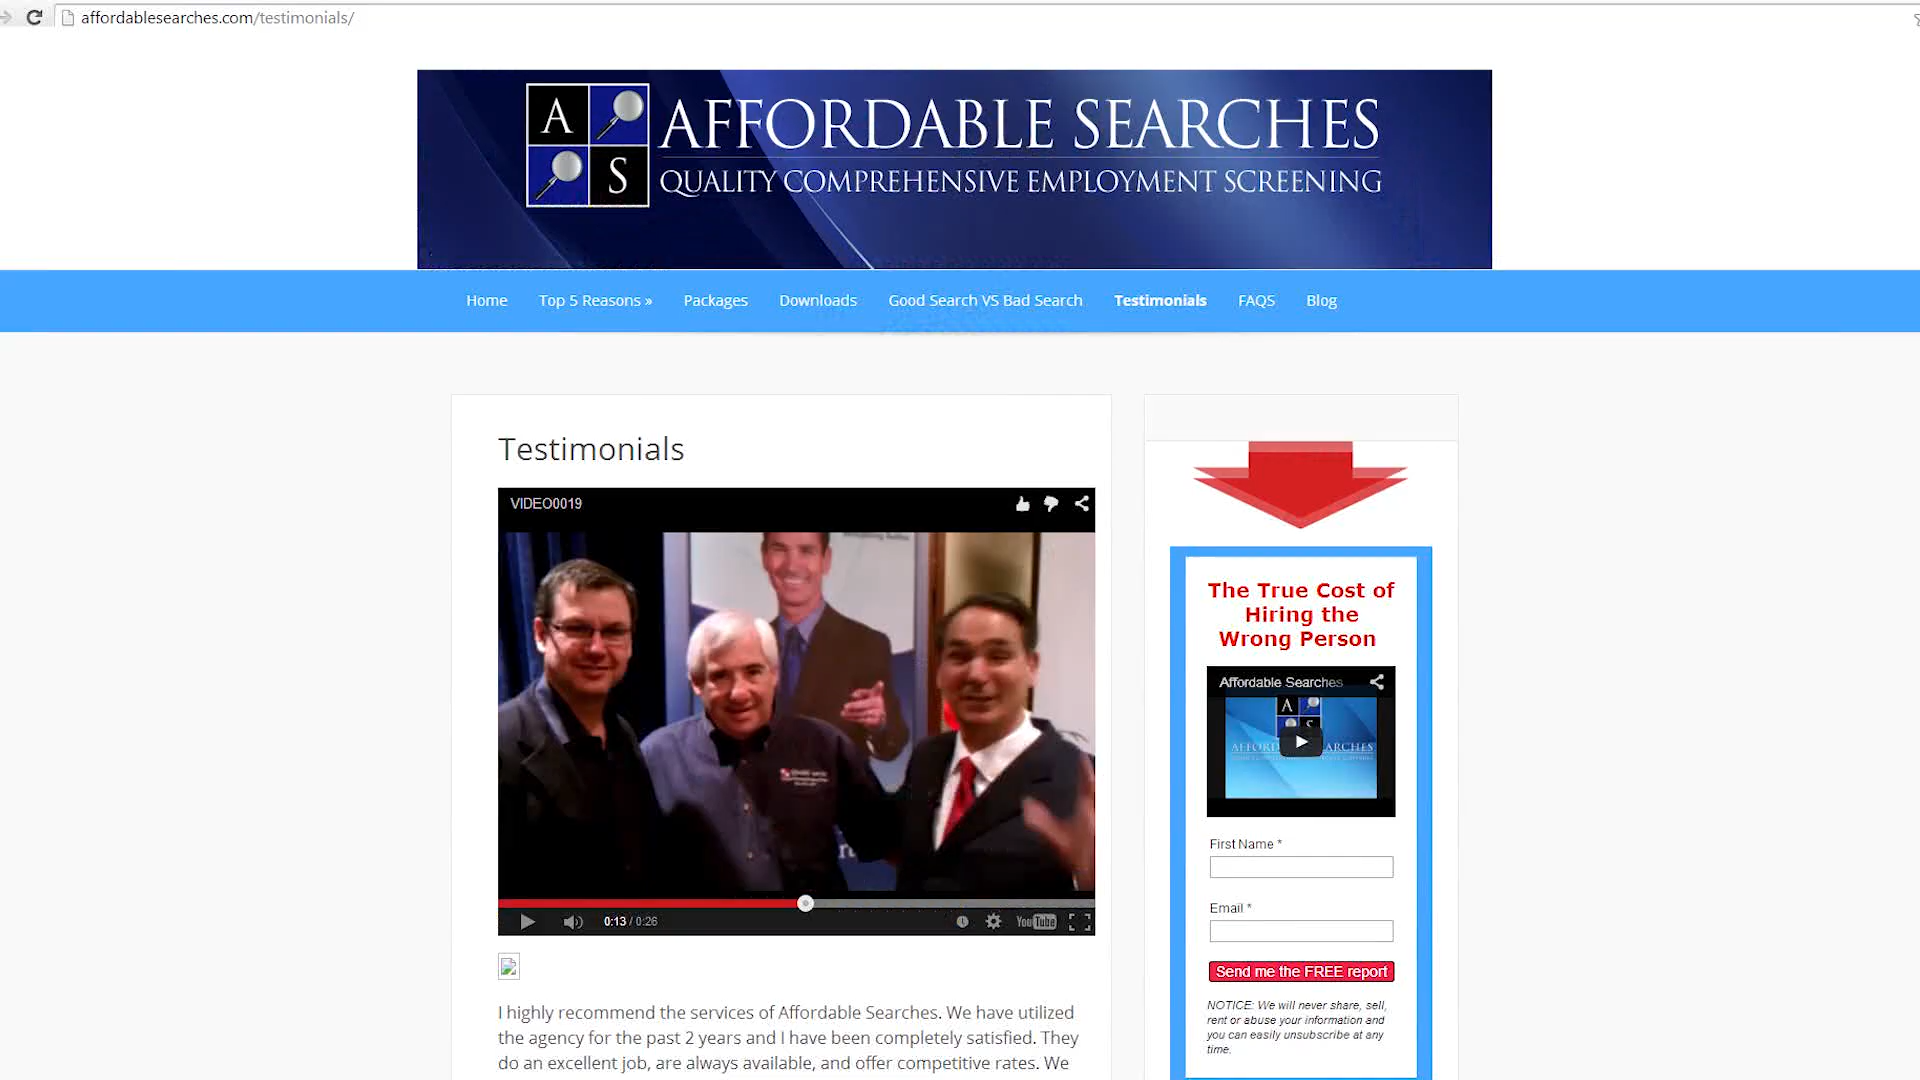 affordablesearches.com/testimonials/
A
S
AFFORDABLE SEARCHES
QUALITY COMPREHENSIVE EMPLOYMENT SCREENING
Home Top 5 Reasons » Packages Downloads Good Search VS Bad Search Testimonials FAQS Blog
Testimonials
VIDEO0019
0:13 / 0:26
YouTube
I highly recommend the services of Affordable Searches. We have utilized
the agency for the past 2 years and I have been completely satisfied. They
do an excellent job, are always available, and offer competitive rates. We
The True Cost of
Hiring the
Wrong Person
Affordable Searches
A
S
First Name *
Email *
Send me the FREE report
NOTICE: We will never share, sell,
rent or abuse your information and
you can easily unsubscribe at any
time.